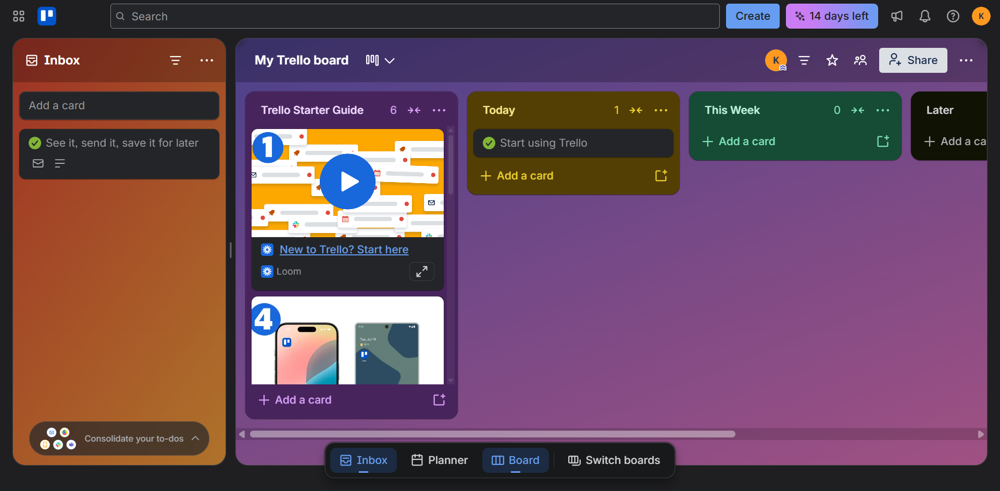 Search
Create
14 days left
K
Inbox
Add a card
See it, send it, save it for later
Consolidate your to-dos
My Trello board
K
Share
Trello Starter Guide 6
1
New to Trello? Start here
Loom
4
Tue, Jul 19
Add a card
Today 1
Start using Trello
Add a card
This Week 0
Add a card
Later
Add a ca
Inbox
Planner
Board
Switch boards